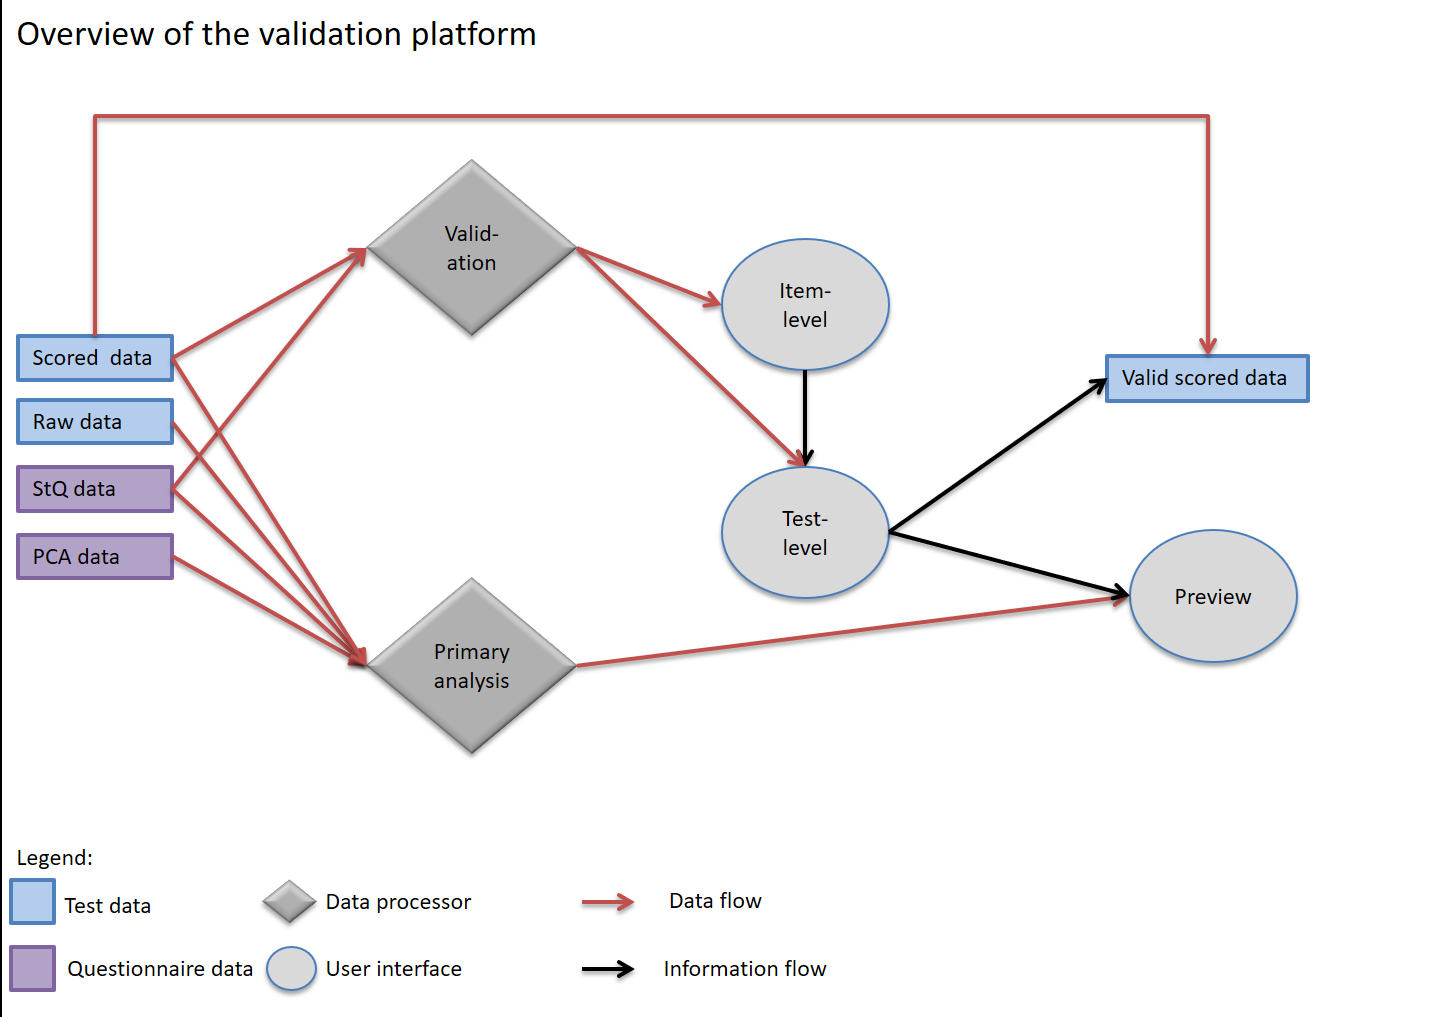 Overview of the validation platform
Valid-
ation
Item-
level
Scored  data
Valid scored data
Raw data
StQ data
Test-
level
PCA data
Preview
Primary
analysis
Legend:
Test data
Data processor
Data flow
Questionnaire data
User interface
Information flow